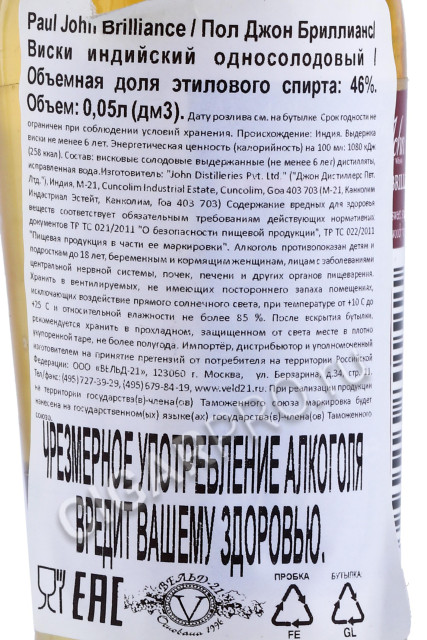 Paul John Brilliance / Пол Джон Бриллианс/
Виски индийский односолодовый /
Объемная доля этилового спирта: 46%.
Объем: 0,05л (дм3). Дату розлива см. на бутылке. Срок годности не
ограничен при соблюдении условий хранения. Происхождение: Индия. Выдержка
виски не менее 6 лет. Энергетическая ценность (калорийность) на 100 мл: 1080 кДж
(258 ккал). Состав: висковые солодовые выдержанные (не менее 6 лет) дистилляты,
исправленная вода.Изготовитель: "John Distilleries Pvt. Ltd." ("Джон Дистиллерс Пвт.
Лтд."), Индия, M-21, Cuncolim Industrial Estate, Cuncolim, Goa 403 703 (М-21, Канколим
Индастриал Эстейт, Канколим, Гоа 403 703) Содержание вредных для здоровья
веществ соответствует обязательным требованиям действующих нормативных
документов ТР ТС 021/2011 "О безопасности пищевой продукции", ТР ТС 022/2011
"Пищевая продукция в части ее маркировки". Алкоголь противопоказан детям и
подросткам до 18 лет, беременным и кормящим женщинам, лицам с заболеваниями
центральной нервной системы, почек, печени и других органов пищеварения.
Хранить в вентилируемых, не имеющих постороннего запаха помещениях,
исключающих воздействие прямого солнечного света, при температуре от +10 С до
+25 С и относительной влажности не более 85 %. После вскрытия бутылки,
рекомендуется хранить в прохладном, защищенном от света месте в плотно
укупоренной таре, не более полугода. Импортёр, дистрибьютор и уполномоченный
изготовителем на принятие претензий от потребителя на территории Российской
Федерации: ООО «ВЕЛЬД-21», 123060 г. Москва, ул. Берзарина, д.34, стр.
Тел/факс: (495) 727-39-29, (495) 679-84-19, www.veld21.ru. При реализации продукции
на территории государств(в)-члена(ов) Таможенного союза маркировка будет
нанесена на государственном(ых) языке(ах) государств(в)-члена(ов) Таможенного
союза.
ЧРЕЗМЕРНОЕ УПОТРЕБЛЕНИЕ АЛКОГОЛЯ
ВРЕДИТ ВАШЕМУ ЗДОРОВЬЮ.
EAC
ВЕЛЬД-21
V
Основана 1996
ПРОБКА
FE
БУТЫЛКА
GL